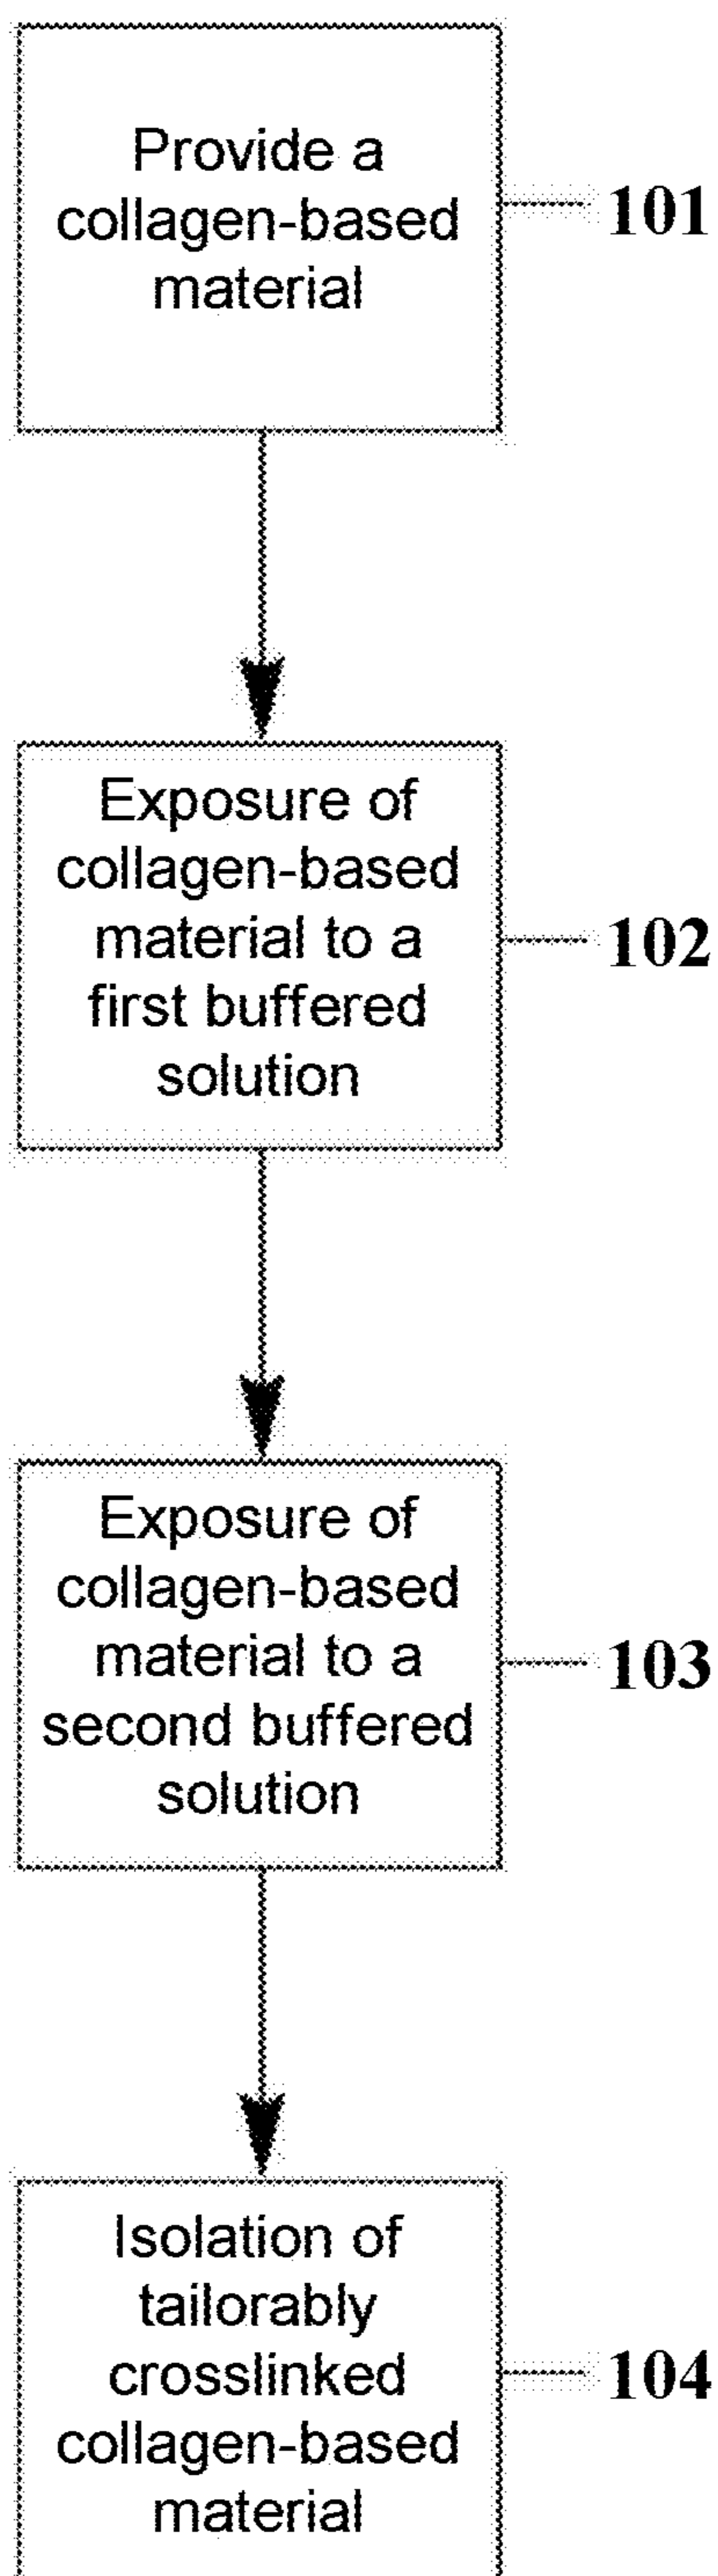 Provide a
collagen-based
material
101
Exposure of
collagen-based
material to a
first buffered
solution
102
Exposure of
collagen-based
material to a
second buffered
solution
103
Isolation of
tailorably
crosslinked
collagen-based
material
104